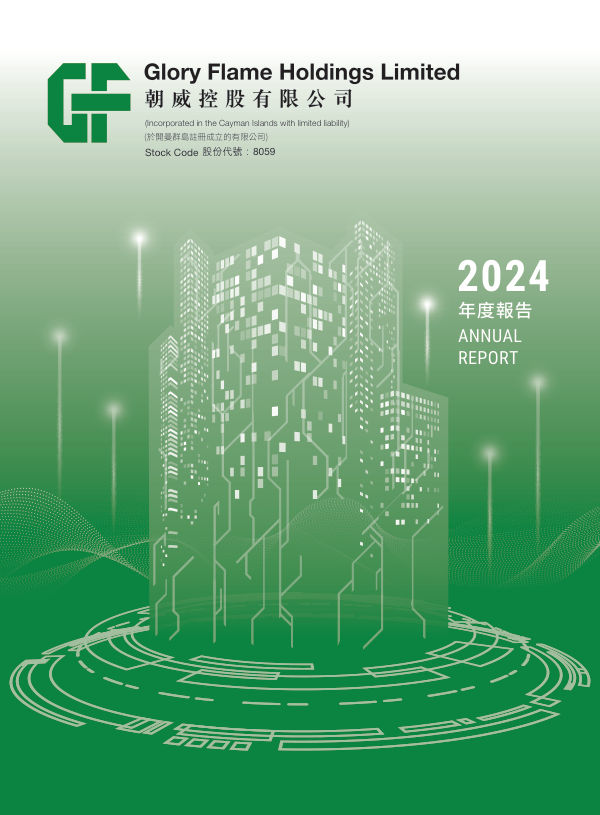 GF
Glory Flame Holdings Limited
朝威控股有限公司
(Incorporated in the Cayman Islands with limited liability)
(於開曼群島註冊成立的有限公司)
Stock Code 股份代號：8059
2024
年度報告
ANNUAL
REPORT